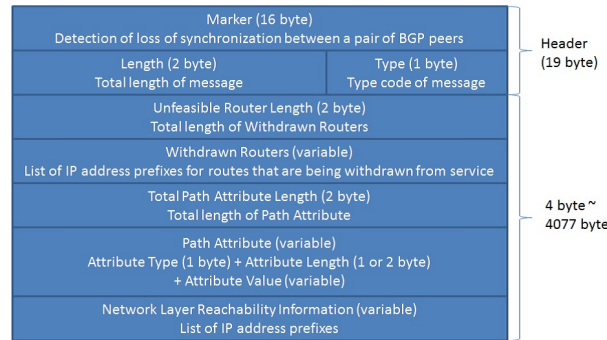 Marker (16 byte)
Detection of loss of synchronization between a pair of BGP peers
Length (2 byte)
Total length of message
Type (1 byte)
Type code of message
Header
(19 byte)
Unfeasible Router Length (2 byte)
Total length of Withdrawn Routers
Withdrawn Routers (variable)
List of IP address prefixes for routes that are being withdrawn from service
Total Path Attribute Length (2 byte)
Total length of Path Attribute
Path Attribute (variable)
Attribute Type (1 byte) + Attribute Length (1 or 2 byte)
+ Attribute Value (variable)
Network Layer Reachability Information (variable)
List of IP address prefixes
4 byte ~
4077 byte